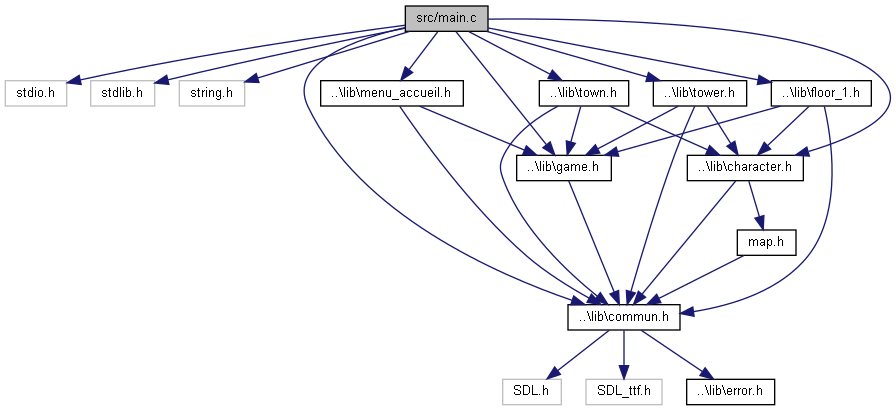 src/main.c
stdio.h
stdlib.h
string.h
..\lib\menu_accueil.h
..\lib\town.h
..\lib\tower.h
..\lib\floor_1.h
..\lib\game.h
..\lib\character.h
map.h
..\lib\commun.h
SDL.h
SDL_ttf.h
..\lib\error.h